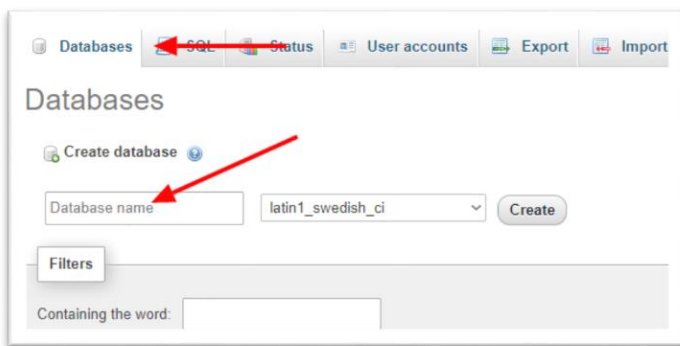 Databases SQL Status User accounts Export Import
Databases
Create database
Database name latin1_swedish_ci Create
Filters
Containing the word: